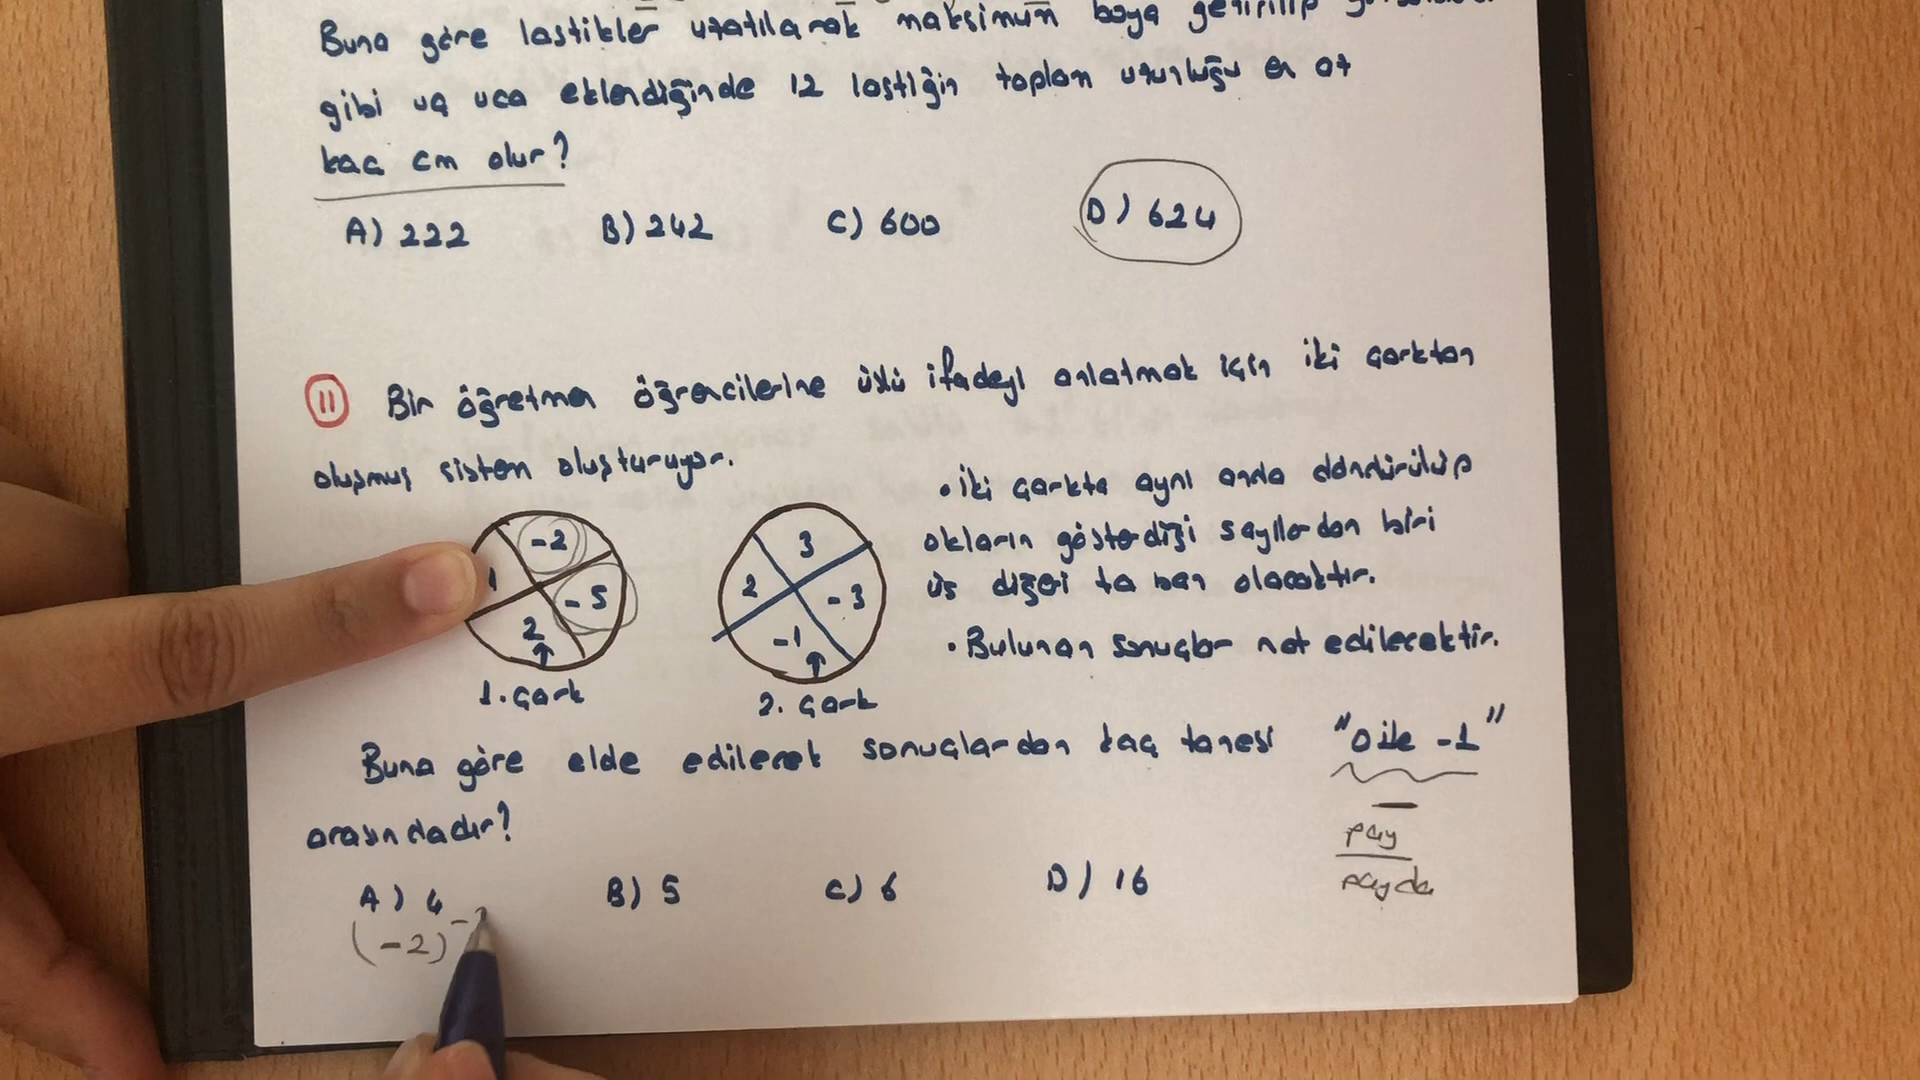 Buna göre lastikler uzatılarak maksimum boya getirilip
gibi uç uca eklendiğinde 12 lastiğin toplam uzunluğu en az
kaç cm olur?
A) 222 B) 242 C) 600 D) 624
11 Bir öğretmen öğrencilerine üslü ifadeyi anlatmak için iki çarktan
oluşmuş sistem oluşturuyor.
• İki çarkta aynı anda döndürülüp
okların gösterdiği sayılardan biri
üs diğeri taban olacaktır.
• Bulunan sonuçlar not edilecektir.
1 -2 -5 2
1. çark
3 2 -3 -1
2. çark
Buna göre elde edilecek sonuçlardan kaç tanesi "0 ile -1"
arasındadır?
pay
payda
A) 4 B) 5 C) 6 D) 16
(-2)